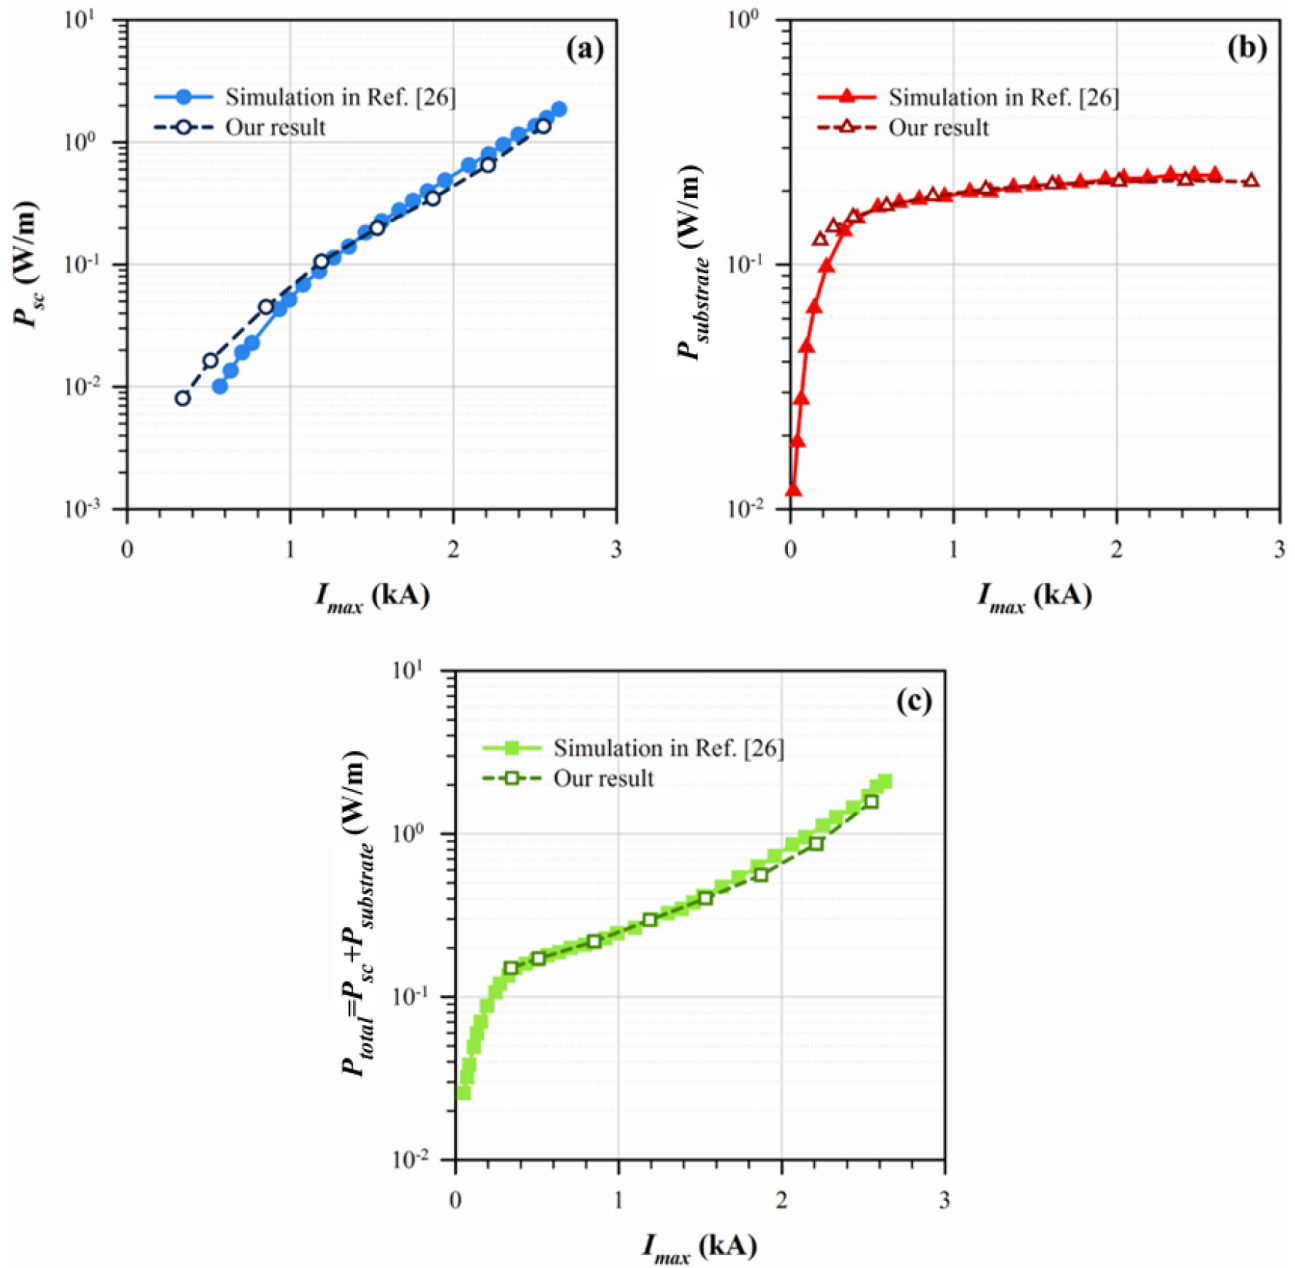 (a)
Simulation in Ref. [26]
Our result
10¹
10⁰
10⁻¹
10⁻²
10⁻³
P_sc (W/m)
0 1 2 3
I_max (kA)
(b)
Simulation in Ref. [26]
Our result
10⁰
10⁻¹
10⁻²
P_substrate (W/m)
0 1 2 3
I_max (kA)
(c)
Simulation in Ref. [26]
Our result
10¹
10⁰
10⁻¹
10⁻²
P_total=P_sc+P_substrate (W/m)
0 1 2 3
I_max (kA)